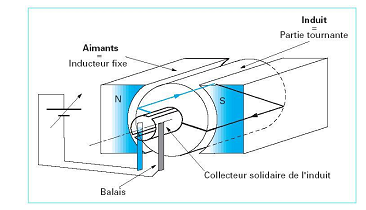 Induit
=
Partie tournante
Aimants
=
Inducteur fixe
N
S
Collecteur solidaire de l'induit
Balais